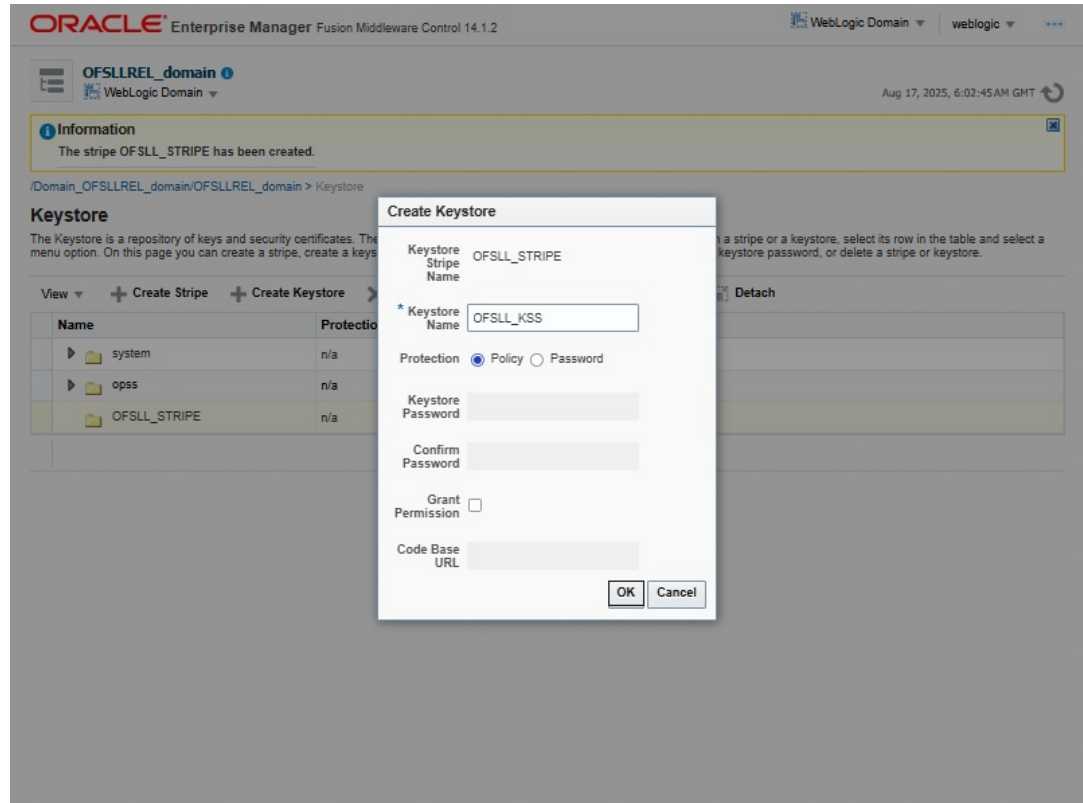 ORACLE Enterprise Manager Fusion Middleware Control 14.1.2
WebLogic Domain
weblogic
OFSLLREL_domain
WebLogic Domain
Aug 17, 2025, 6:02:45 AM GMT
Information
The stripe OFSLL_STRIPE has been created.
/Domain_OFSLLREL_domain/OFSLLREL_domain > Keystore
Keystore
The Keystore is a repository of keys and security certificates. The
n a stripe or a keystore, select its row in the table and select a
menu option. On this page you can create a stripe, create a keys
keystore password, or delete a stripe or keystore.
View
Create Stripe
Create Keystore
Detach
Name
Protectio
system
n/a
opss
n/a
OFSLL_STRIPE
n/a
Create Keystore
Keystore
Stripe
Name
OFSLL_STRIPE
* Keystore
Name
OFSLL_KSS
Protection
Policy
Password
Keystore
Password
Confirm
Password
Grant
Permission
Code Base
URL
OK
Cancel